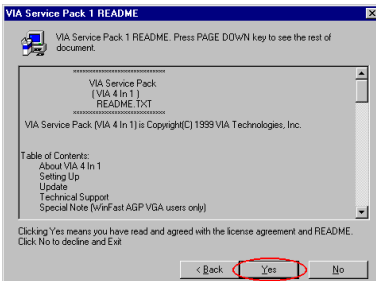 VIA Service Pack 1 README
VIA Service Pack 1 README. Press PAGE DOWN key to see the rest of
document.
VIA Service Pack
( VIA 4 In 1 )
README.TXT
VIA Service Pack (VIA 4 In 1) is Copyright(C) 1999 VIA Technologies, Inc.
Table of Contents:
About VIA 4 In 1
Setting Up
Update
Technical Support
Special Note (WinFast AGP VGA users only)
Clicking Yes means you have read and agreed with the license agreement and README.
Click No to decline and Exit
< Back
Yes
No